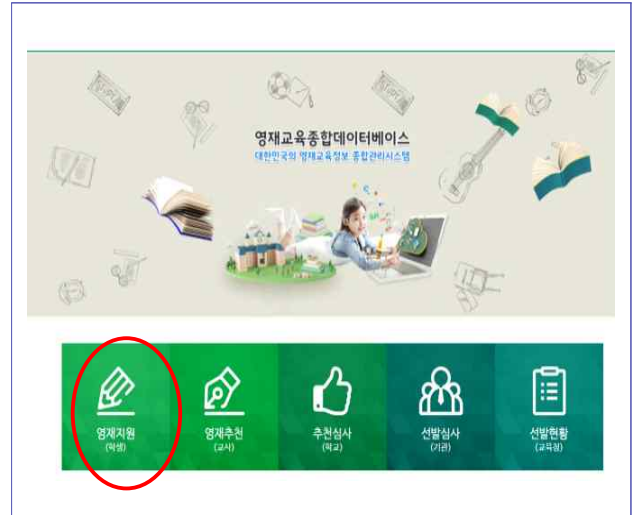 영재교육종합데이터베이스
대한민국의 영재교육정보 종합관리시스템
영재지원
(학생)
영재추천
(교사)
추천심사
(학교)
선발심사
(기관)
선발현황
(교육청)